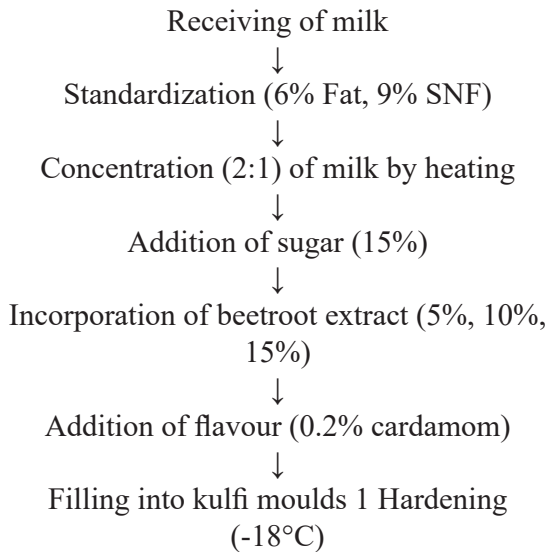 Receiving of milk
↓
Standardization (6% Fat, 9% SNF)
↓
Concentration (2:1) of milk by heating
↓
Addition of sugar (15%)
↓
Incorporation of beetroot extract (5%, 10%,
15%)
↓
Addition of flavour (0.2% cardamom)
↓
Filling into kulfi moulds 1 Hardening
(-18°C)